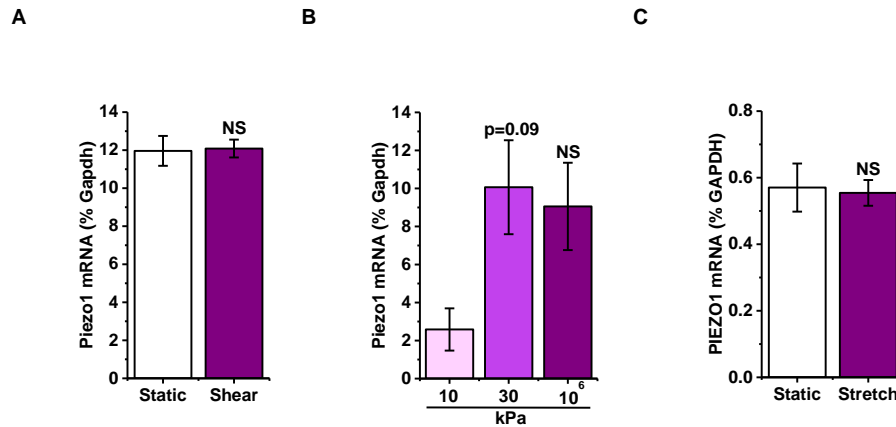 A
B
C
Piezo1 mRNA (% Gapdh)
14
12
10
8
6
4
2
0
NS
Static
Shear
Piezo1 mRNA (% Gapdh)
14
12
10
8
6
4
2
0
p=0.09
NS
10
30
10⁶
kPa
PIEZO1 mRNA (% GAPDH)
0.8
0.6
0.4
0.2
0.0
NS
Static
Stretch